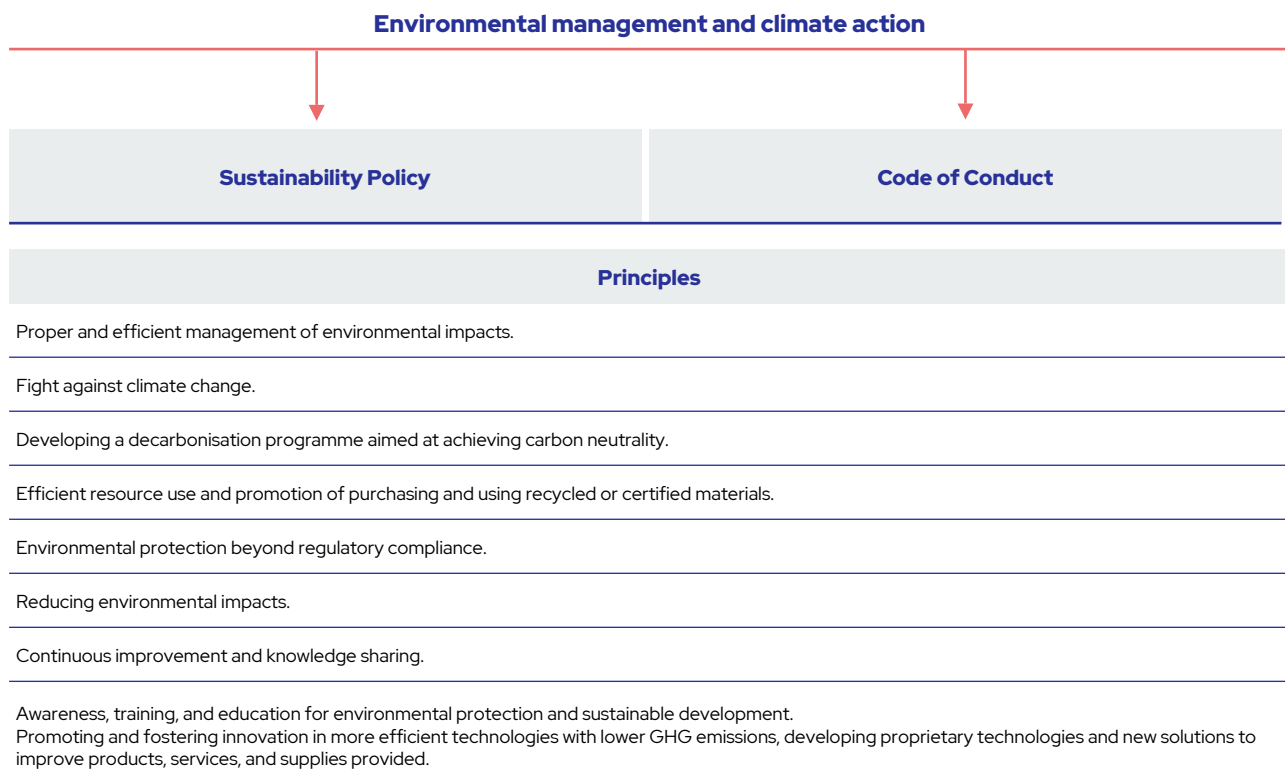 Environmental management and climate action
Sustainability Policy
Code of Conduct
Principles
Proper and efficient management of environmental impacts.
Fight against climate change.
Developing a decarbonisation programme aimed at achieving carbon neutrality.
Efficient resource use and promotion of purchasing and using recycled or certified materials.
Environmental protection beyond regulatory compliance.
Reducing environmental impacts.
Continuous improvement and knowledge sharing.
Awareness, training, and education for environmental protection and sustainable development.
Promoting and fostering innovation in more efficient technologies with lower GHG emissions, developing proprietary technologies and new solutions to
improve products, services, and supplies provided.